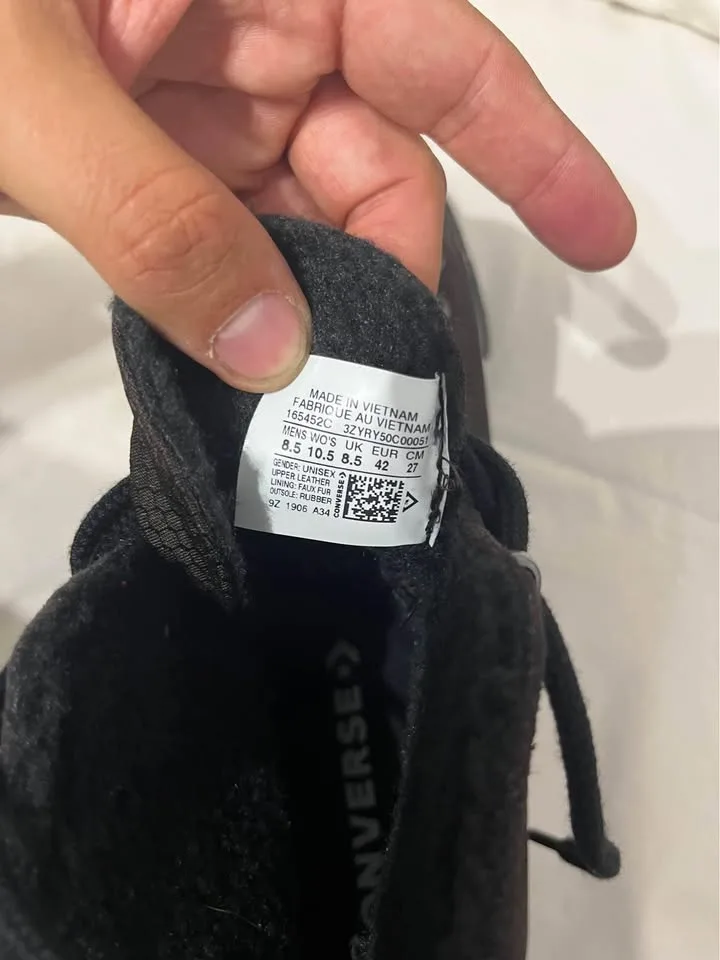 MADE IN VIETNAM
FABRIQUE AU VIETNAM
165452C 3ZYRY50C00051
MENS WO'S UK EUR CM
8.5 10.5 8.5 42 27
GENDER: UNISEX
UPPER LEATHER
LINING: FAUX FUR
OUTSOLE: RUBBER
9Z 1906 A34
CONVERSE
CONVERSE